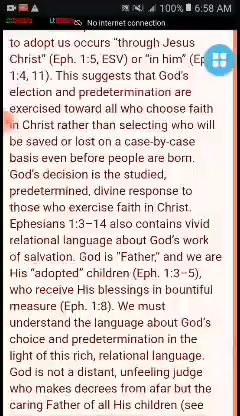 100% 6:58 AM
No internet connection
to adopt us occurs “through Jesus
Christ” (Eph. 1:5, ESV) or “in him”
1:4, 11). This suggests that God’s
election and predetermination are
exercised toward all who choose faith
in Christ rather than selecting who will
be saved or lost on a case-by-case
basis even before people are born.
God’s decision is the studied,
predetermined, divine response to
those who exercise faith in Christ.
Ephesians 1:3–14 also contains vivid
relational language about God’s work
of salvation. God is “Father,” and we are
His “adopted” children (Eph. 1:3–5),
who receive His blessings in bountiful
measure (Eph. 1:8). We must
understand the language about God’s
choice and predetermination in the
light of this rich, relational language.
God is not a distant, unfeeling judge
who makes decrees from afar but the
caring Father of all His children (see